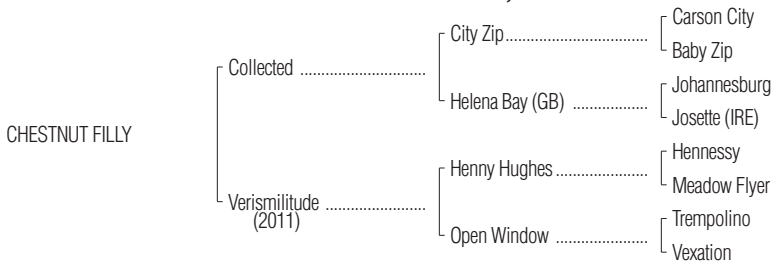 Carson City
City Zip
Baby Zip
Collected
Johannesburg
Helena Bay (GB)
Josette (IRE)
CHESTNUT FILLY
Hennessy
Henny Hughes
Meadow Flyer
Verismilitude
(2011)
Trempolino
Open Window
Vexation